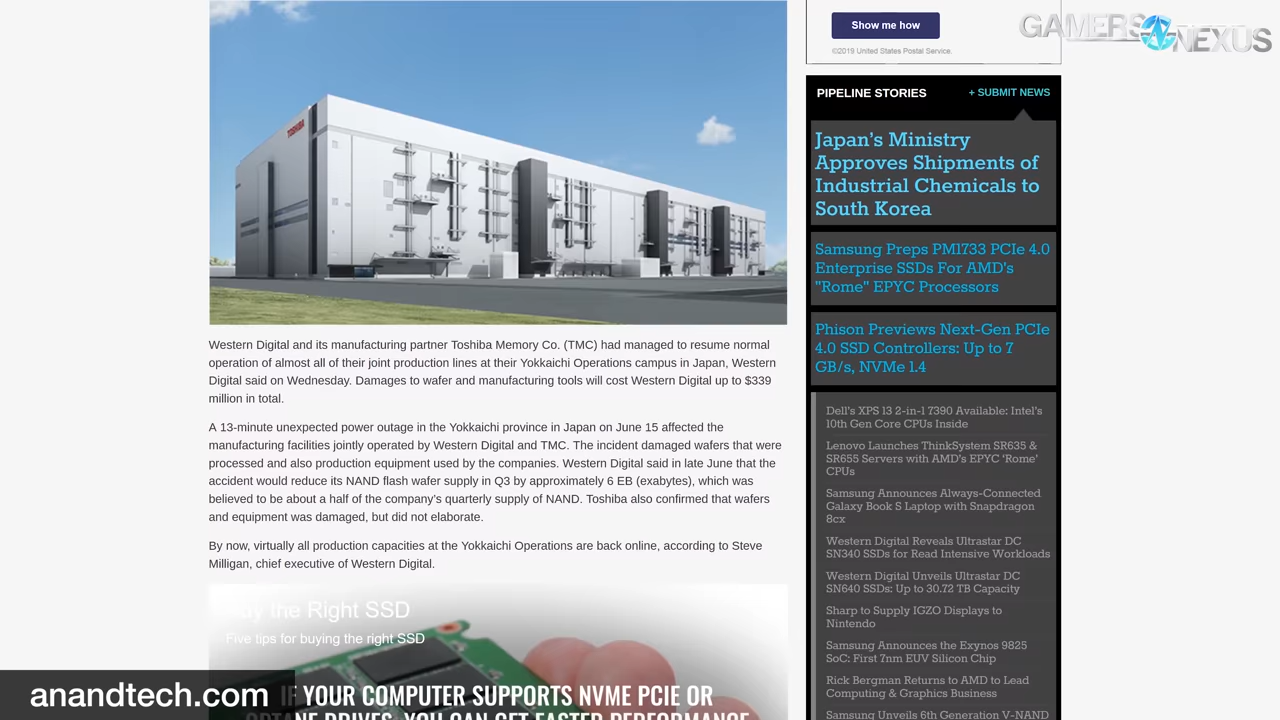 TOSHIBA
Western Digital and its manufacturing partner Toshiba Memory Co. (TMC) had managed to resume normal
operation of almost all of their joint production lines at their Yokkaichi Operations campus in Japan, Western
Digital said on Wednesday. Damages to wafer and manufacturing tools will cost Western Digital up to $339
million in total.
A 13-minute unexpected power outage in the Yokkaichi province in Japan on June 15 affected the
manufacturing facilities jointly operated by Western Digital and TMC. The incident damaged wafers that were
processed and also production equipment used by the companies. Western Digital said in late June that the
accident would reduce its NAND flash wafer supply in Q3 by approximately 6 EB (exabytes), which was
believed to be about a half of the company's quarterly supply of NAND. Toshiba also confirmed that wafers
and equipment was damaged, but did not elaborate.
By now, virtually all production capacities at the Yokkaichi Operations are back online, according to Steve
Milligan, chief executive of Western Digital.
the Right SSD
Five tips for buying the right SSD
IF YOUR COMPUTER SUPPORTS NVME PCIE OR
DRIVES, YOU CAN GET FASTER PERFORMANCE
anandtech.com
Show me how
©2019 United States Postal Service.
GAMERS NEXUS
PIPELINE STORIES
+ SUBMIT NEWS
Japan's Ministry
Approves Shipments of
Industrial Chemicals to
South Korea
Samsung Preps PM1733 PCIe 4.0
Enterprise SSDs For AMD's
"Rome" EPYC Processors
Phison Previews Next-Gen PCIe
4.0 SSD Controllers: Up to 7
GB/s, NVMe 1.4
Dell's XPS 13 2-in-1 7390 Available: Intel's
10th Gen Core CPUs Inside
Lenovo Launches ThinkSystem SR635 &
SR655 Servers with AMD's EPYC 'Rome'
CPUs
Samsung Announces Always-Connected
Galaxy Book S Laptop with Snapdragon
8cx
Western Digital Reveals Ultrastar DC
SN340 SSDs for Read Intensive Workloads
Western Digital Unveils Ultrastar DC
SN640 SSDs: Up to 30.72 TB Capacity
Sharp to Supply IGZO Displays to
Nintendo
Samsung Announces the Exynos 9825
SoC: First 7nm EUV Silicon Chip
Rick Bergman Returns to AMD to Lead
Computing & Graphics Business
Samsung Unveils 6th Generation V-NAND